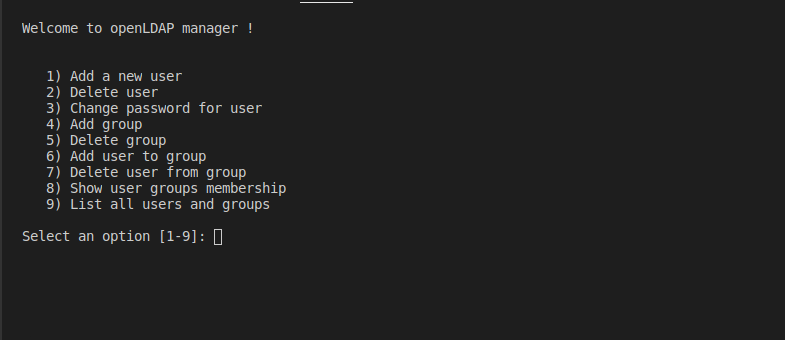 Welcome to openLDAP manager !
1) Add a new user
2) Delete user
3) Change password for user
4) Add group
5) Delete group
6) Add user to group
7) Delete user from group
8) Show user groups membership
9) List all users and groups
Select an option [1-9]: